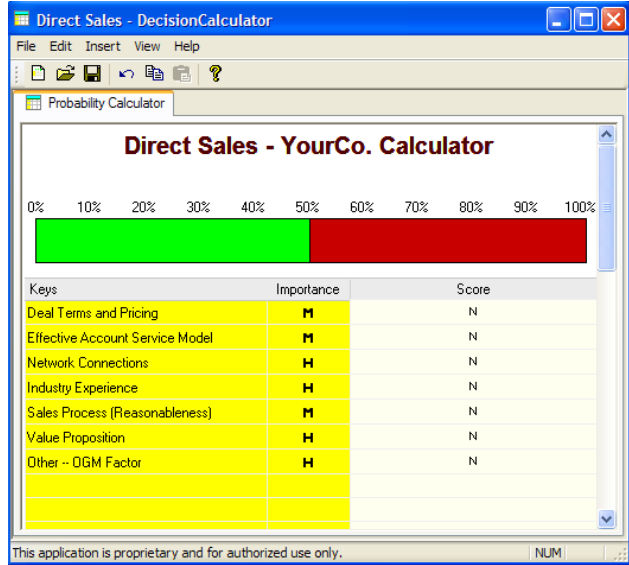 Direct Sales - DecisionCalculator
File Edit Insert View Help
Probability Calculator
Direct Sales - YourCo. Calculator
0% 10% 20% 30% 40% 50% 60% 70% 80% 90% 100%
Keys Importance Score
Deal Terms and Pricing M N
Effective Account Service Model M N
Network Connections H N
Industry Experience H N
Sales Process (Reasonableness) M N
Value Proposition H N
Other -- OGM Factor H N
This application is proprietary and for authorized use only. NUM